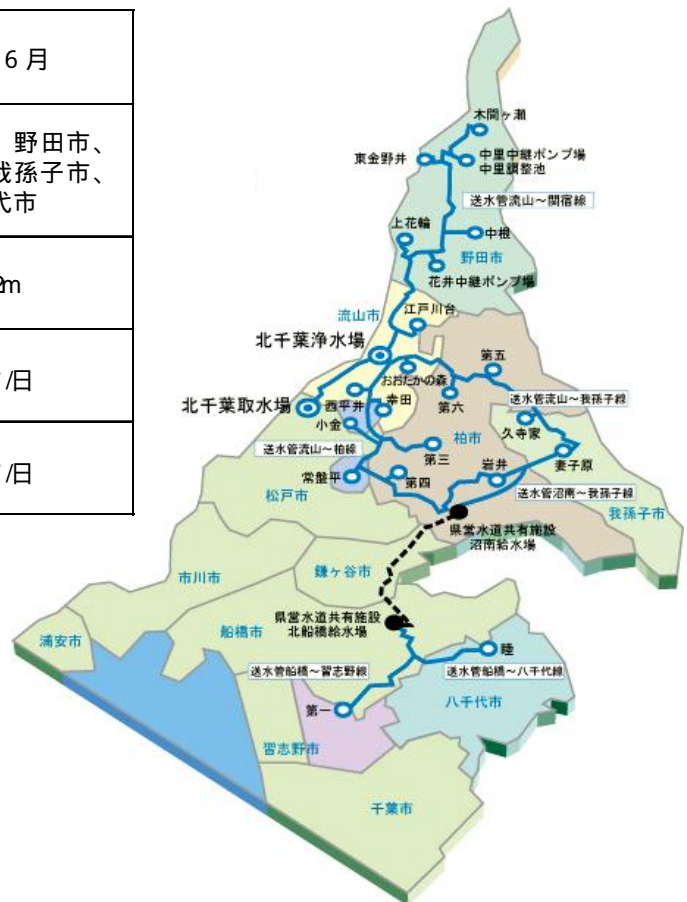 6 月
野田市、
我孫子市、
代市
/日
/日
木間ヶ瀬
東金野井
中里中継ポンプ場
中里調整池
送水管流山～関宿線
上花輪
中根
野田市
花井中継ポンプ場
流山市
江戸川台
北千葉浄水場
おおたかの森
第五
北千葉取水場
西平井
幸田
第六
送水管流山～我孫子線
小金
柏市
久寺家
送水管流山～柏線
第三
岩井
妻子原
常盤平
第四
送水管沼南～我孫子線
松戸市
県営水道共有施設
沼南給水場
我孫子市
市川市
鎌ヶ谷市
県営水道共有施設
北船橋給水場
船橋市
浦安市
睦
送水管船橋～習志野線
送水管船橋～八千代線
第一
八千代市
習志野市
千葉市